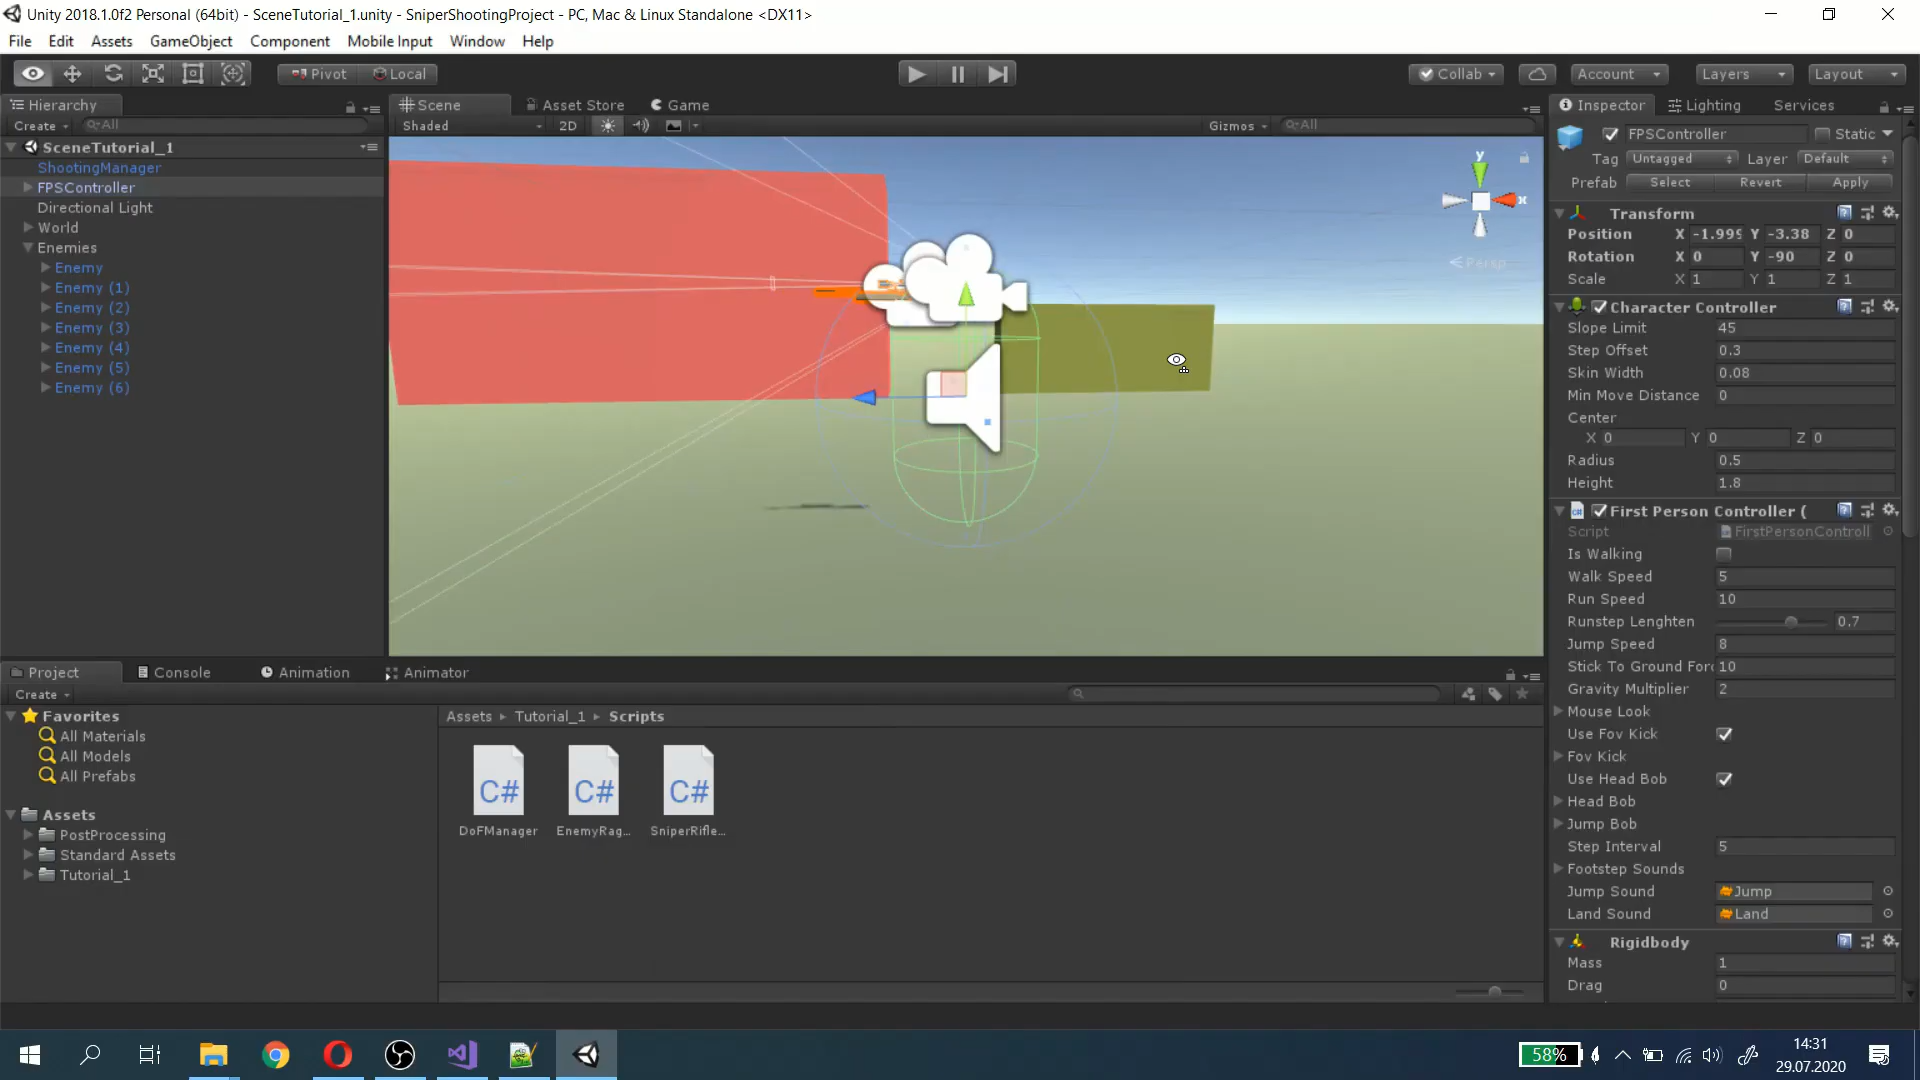 Unity 2018.1.0f2 Personal (64bit) - SceneTutorial_1.unity - SniperShootingProject - PC, Mac & Linux Standalone <DX11>
File Edit Assets GameObject Component Mobile Input Window Help
Pivot Local Collab Account Layers Layout
Hierarchy
Create All
SceneTutorial_1
ShootingManager
FPSController
Directional Light
World
Enemies
Enemy
Enemy (1)
Enemy (2)
Enemy (3)
Enemy (4)
Enemy (5)
Enemy (6)
Scene Asset Store Game
Shaded 2D Gizmos All
y
x
Persp
Inspector Lighting Services
FPSController Static
Tag Untagged Layer Default
Prefab Select Revert Apply
Transform
Position X -1.999 Y -3.38 Z 0
Rotation X 0 Y -90 Z 0
Scale X 1 Y 1 Z 1
Character Controller
Slope Limit 45
Step Offset 0.3
Skin Width 0.08
Min Move Distance 0
Center
X 0 Y 0 Z 0
Radius 0.5
Height 1.8
First Person Controller (
Script FirstPersonControll
Is Walking
Walk Speed 5
Run Speed 10
Runstep Lenghten 0.7
Jump Speed 8
Stick To Ground Forc 10
Gravity Multiplier 2
Mouse Look
Use Fov Kick
Fov Kick
Use Head Bob
Head Bob
Jump Bob
Step Interval 5
Footstep Sounds
Jump Sound Jump
Land Sound Land
Rigidbody
Mass 1
Drag 0
Project Console Animation Animator
Create
Favorites
All Materials
All Models
All Prefabs
Assets
PostProcessing
Standard Assets
Tutorial_1
Assets Tutorial_1 Scripts
C# C# C#
DoFManager EnemyRag... SniperRifle...
58%
14:31
29.07.2020